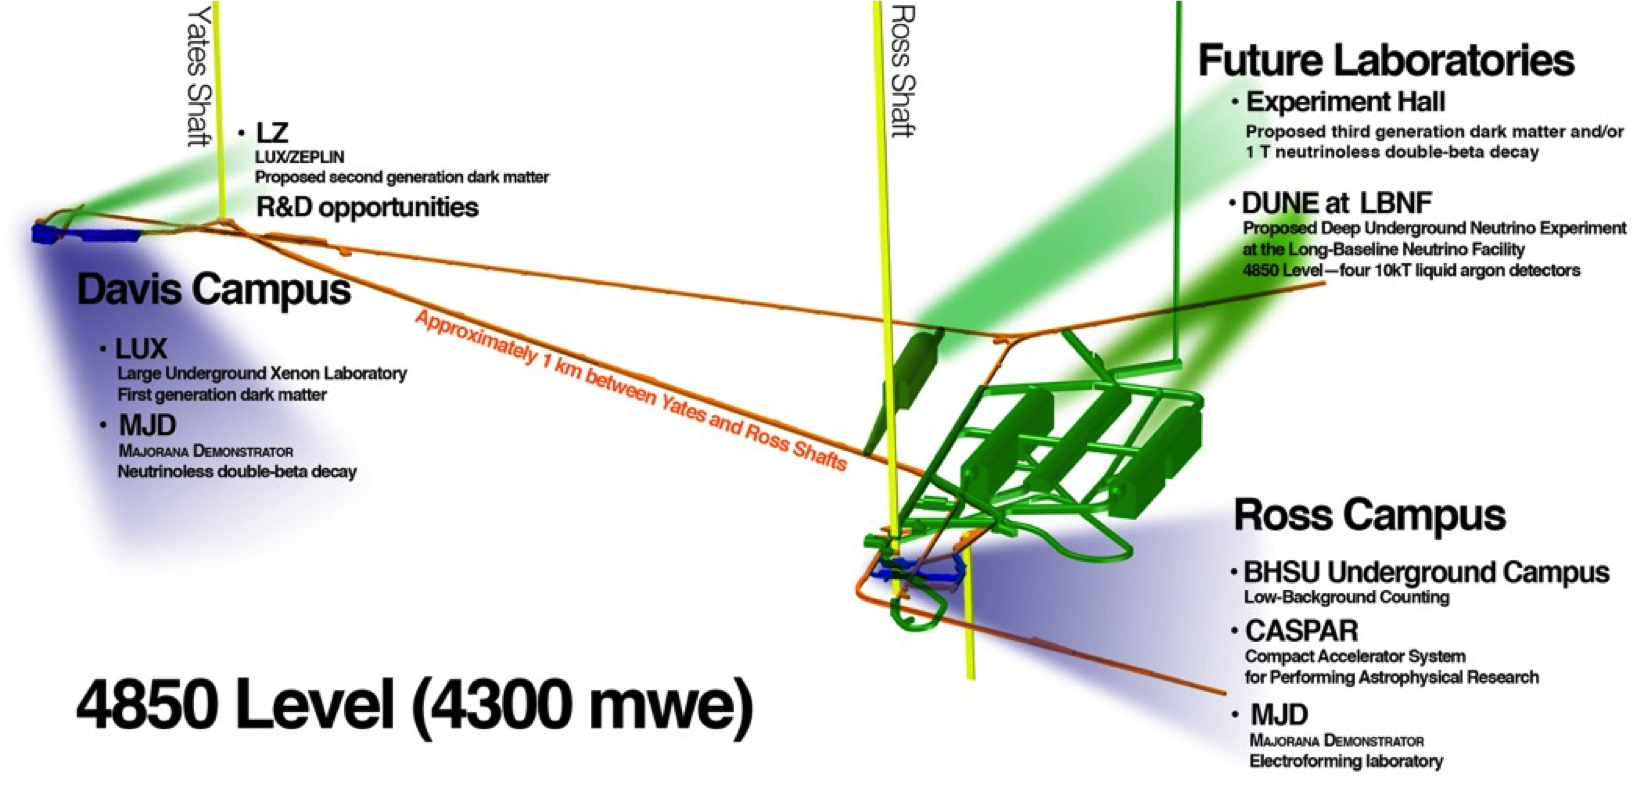 Yates Shaft
• LZ
LUX/ZEPLIN
Proposed second generation dark matter
R&D opportunities
Davis Campus
• LUX
Large Underground Xenon Laboratory
First generation dark matter
• MJD
Majorana Demonstrator
Neutrinoless double-beta decay
Approximately 1 km between Yates and Ross Shafts
Ross Shaft
Future Laboratories
• Experiment Hall
Proposed third generation dark matter and/or
1 T neutrinoless double-beta decay
• DUNE at LBNF
Proposed Deep Underground Neutrino Experiment
at the Long-Baseline Neutrino Facility
4850 Level—four 10kT liquid argon detectors
Ross Campus
• BHSU Underground Campus
Low-Background Counting
• CASPAR
Compact Accelerator System
for Performing Astrophysical Research
• MJD
Majorana Demonstrator
Electroforming laboratory
4850 Level (4300 mwe)